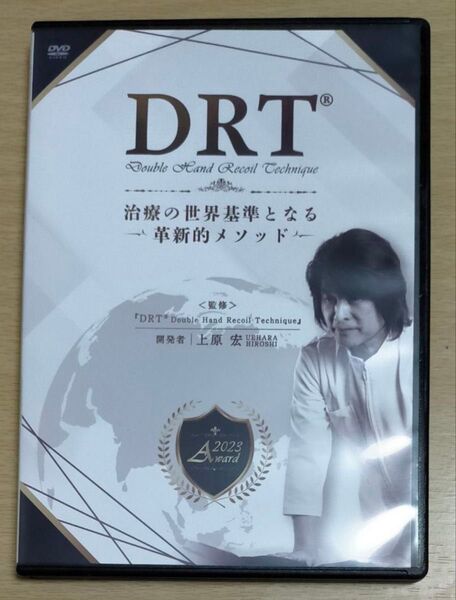 DVD
VIDEO
DRT®
Double Hand Recoil Technique
治療の世界基準となる
革新的メソッド
＜監修＞
『DRT® Double Hand Recoil Technique』
開発者│上原 宏 UEHARA HIROSHI
2023
Award